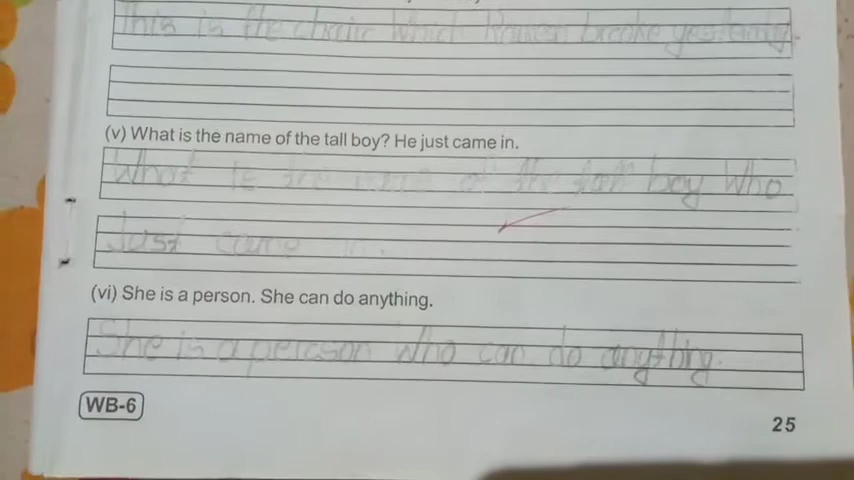 This is the chair Which Raman broke yesterday.
(v) What is the name of the tall boy? He just came in.
What is the name of the tall boy Who
Just came in.
(vi) She is a person. She can do anything.
She is a percson who can do anything.
WB-6
25